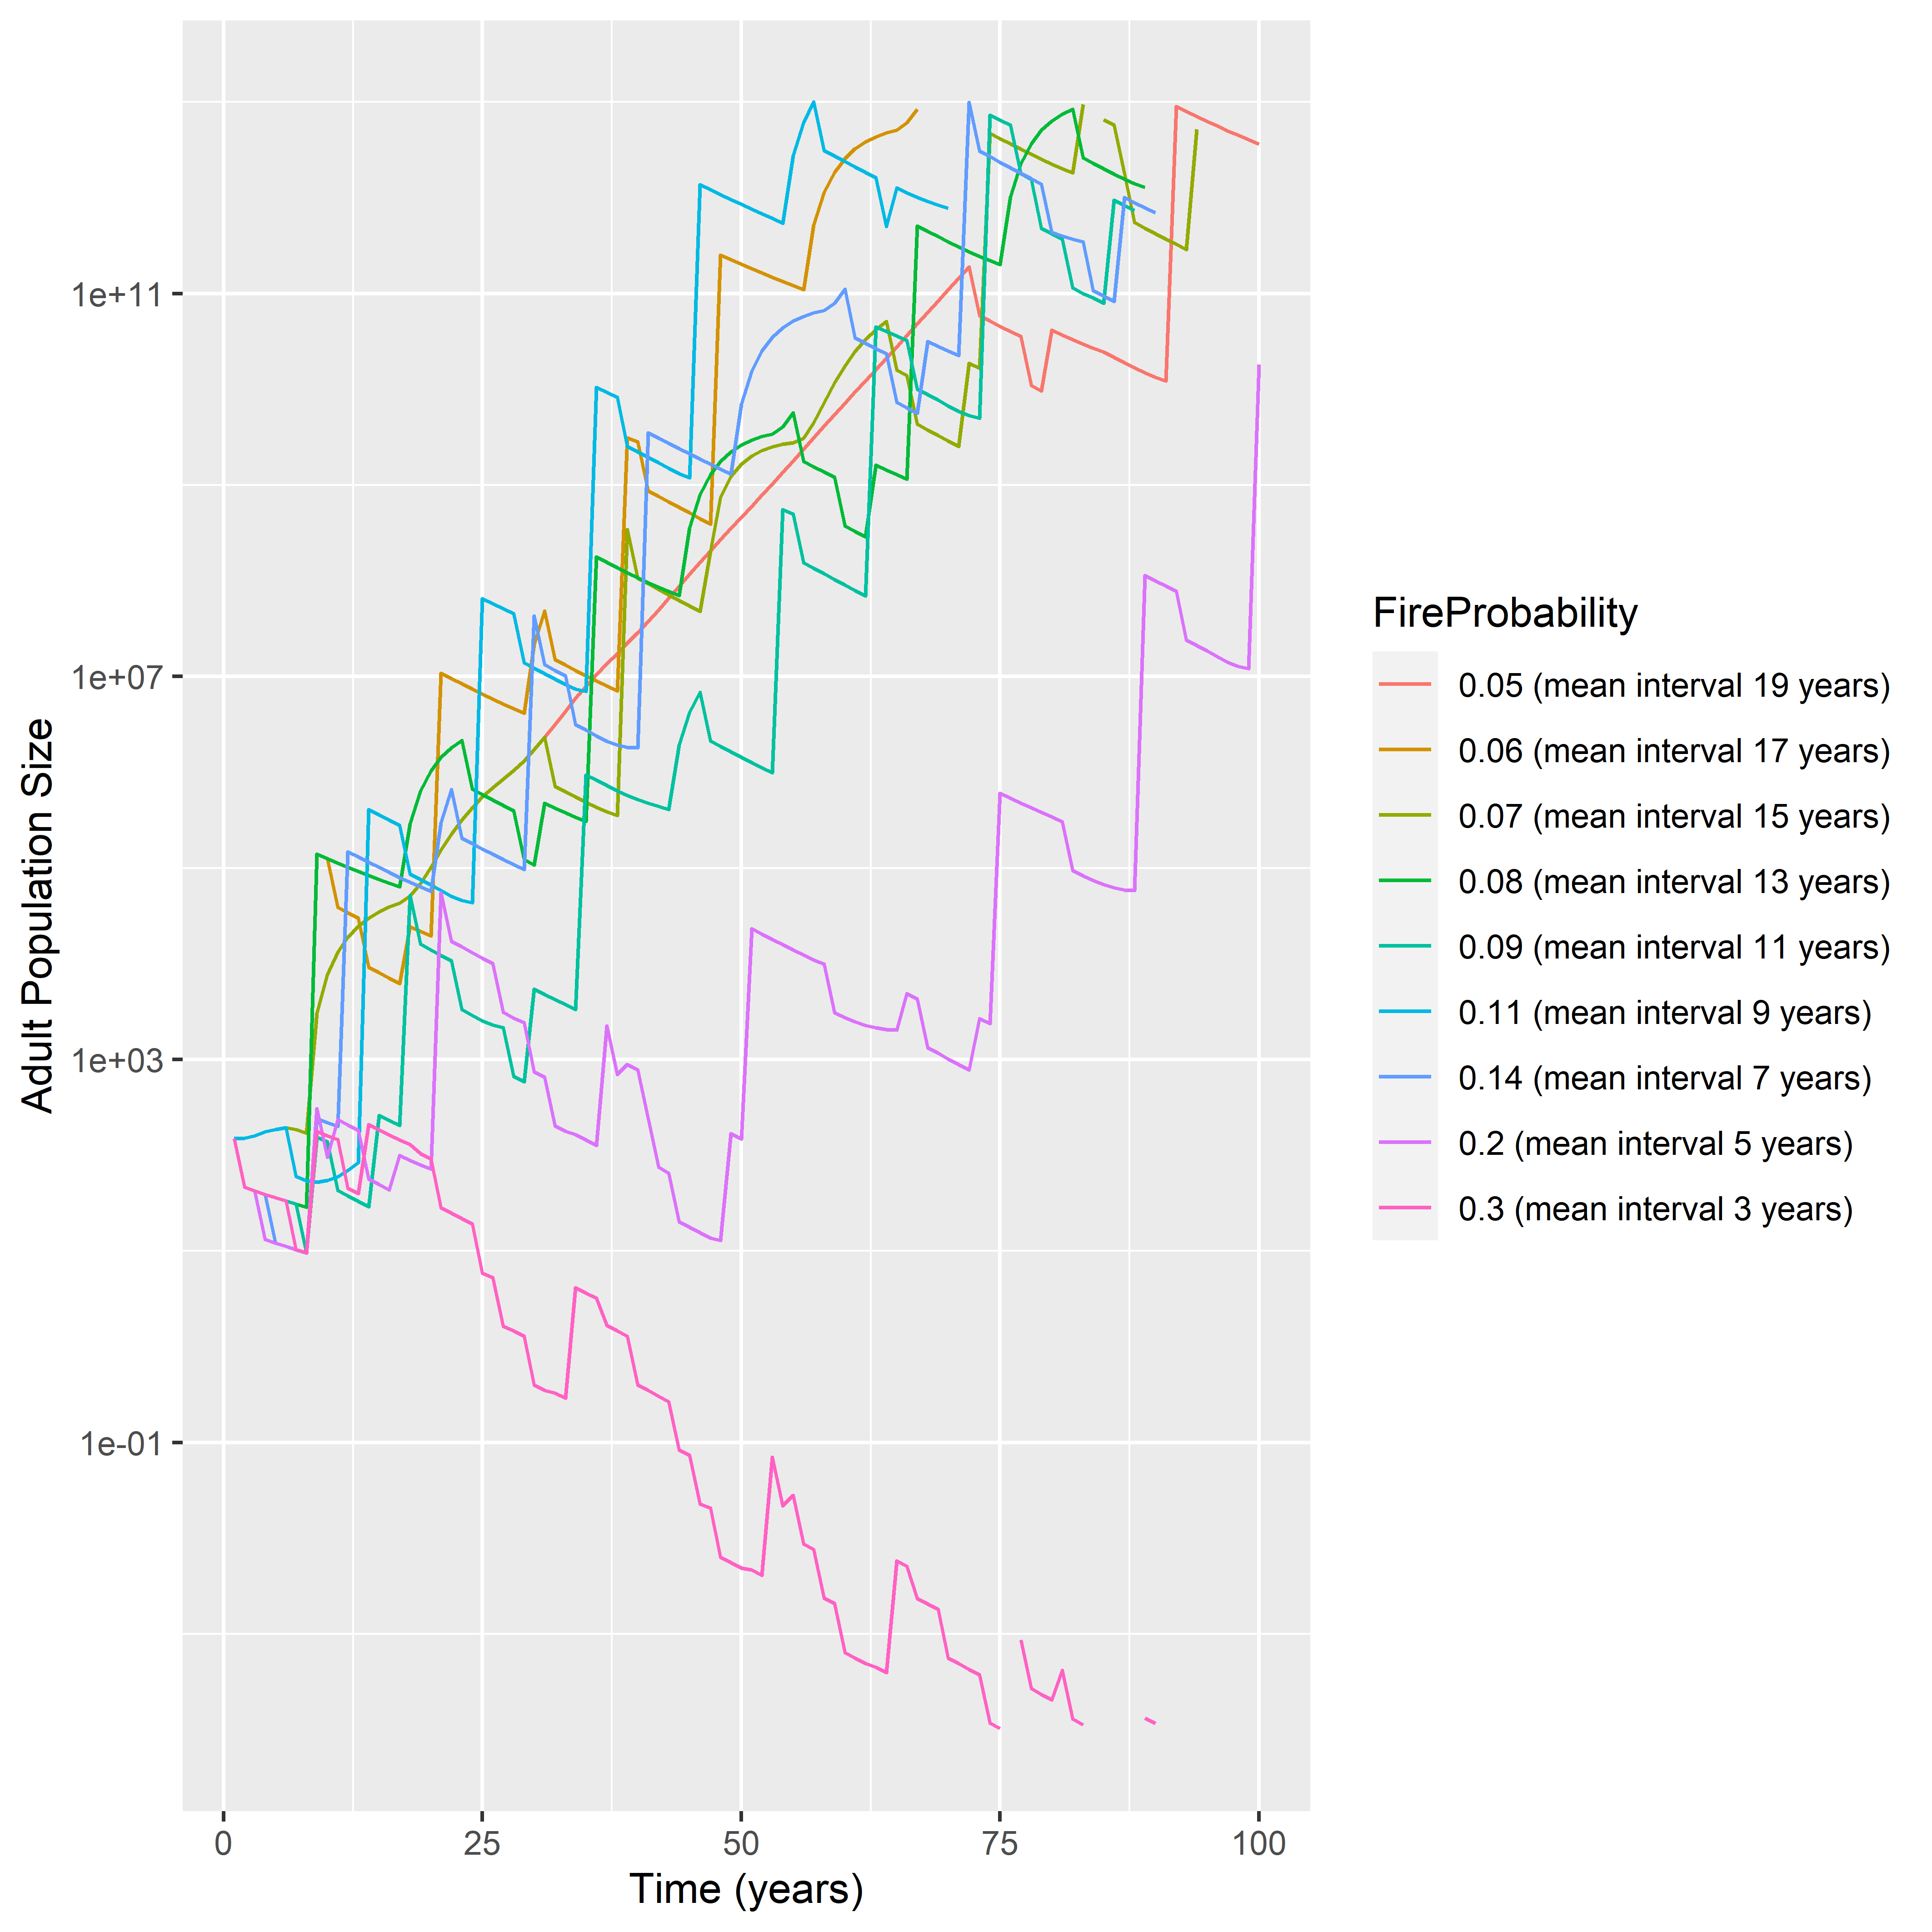 Adult Population Size
1e+11
1e+07
1e+03
1e-01
0
25
50
75
100
Time (years)
FireProbability
0.05 (mean interval 19 years)
0.06 (mean interval 17 years)
0.07 (mean interval 15 years)
0.08 (mean interval 13 years)
0.09 (mean interval 11 years)
0.11 (mean interval 9 years)
0.14 (mean interval 7 years)
0.2 (mean interval 5 years)
0.3 (mean interval 3 years)